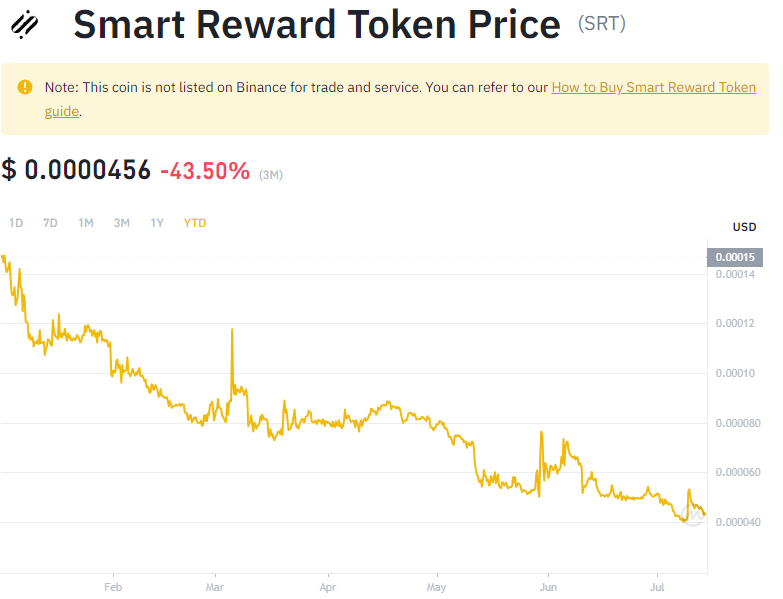 Smart Reward Token Price (SRT)
Note: This coin is not listed on Binance for trade and service. You can refer to our How to Buy Smart Reward Token
guide.
$ 0.0000456 -43.50% (3M)
1D 7D 1M 3M 1Y YTD
USD
0.00015
0.00014
0.00012
0.00010
0.000080
0.000060
0.000040
Feb Mar Apr May Jun Jul